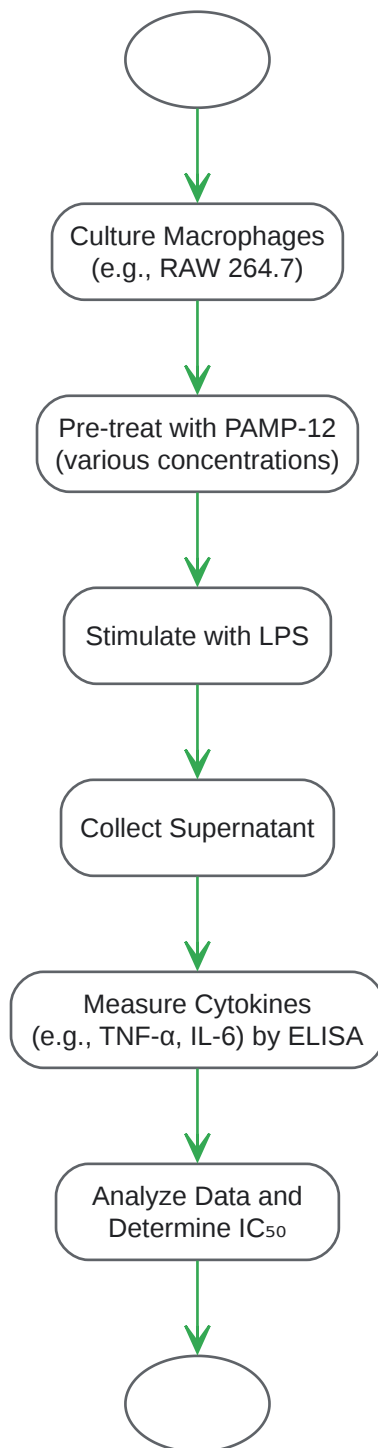 Culture Macrophages
(e.g., RAW 264.7)
Pre-treat with PAMP-12
(various concentrations)
Stimulate with LPS
Collect Supernatant
Measure Cytokines
(e.g., TNF-α, IL-6) by ELISA
Analyze Data and
Determine IC₅₀